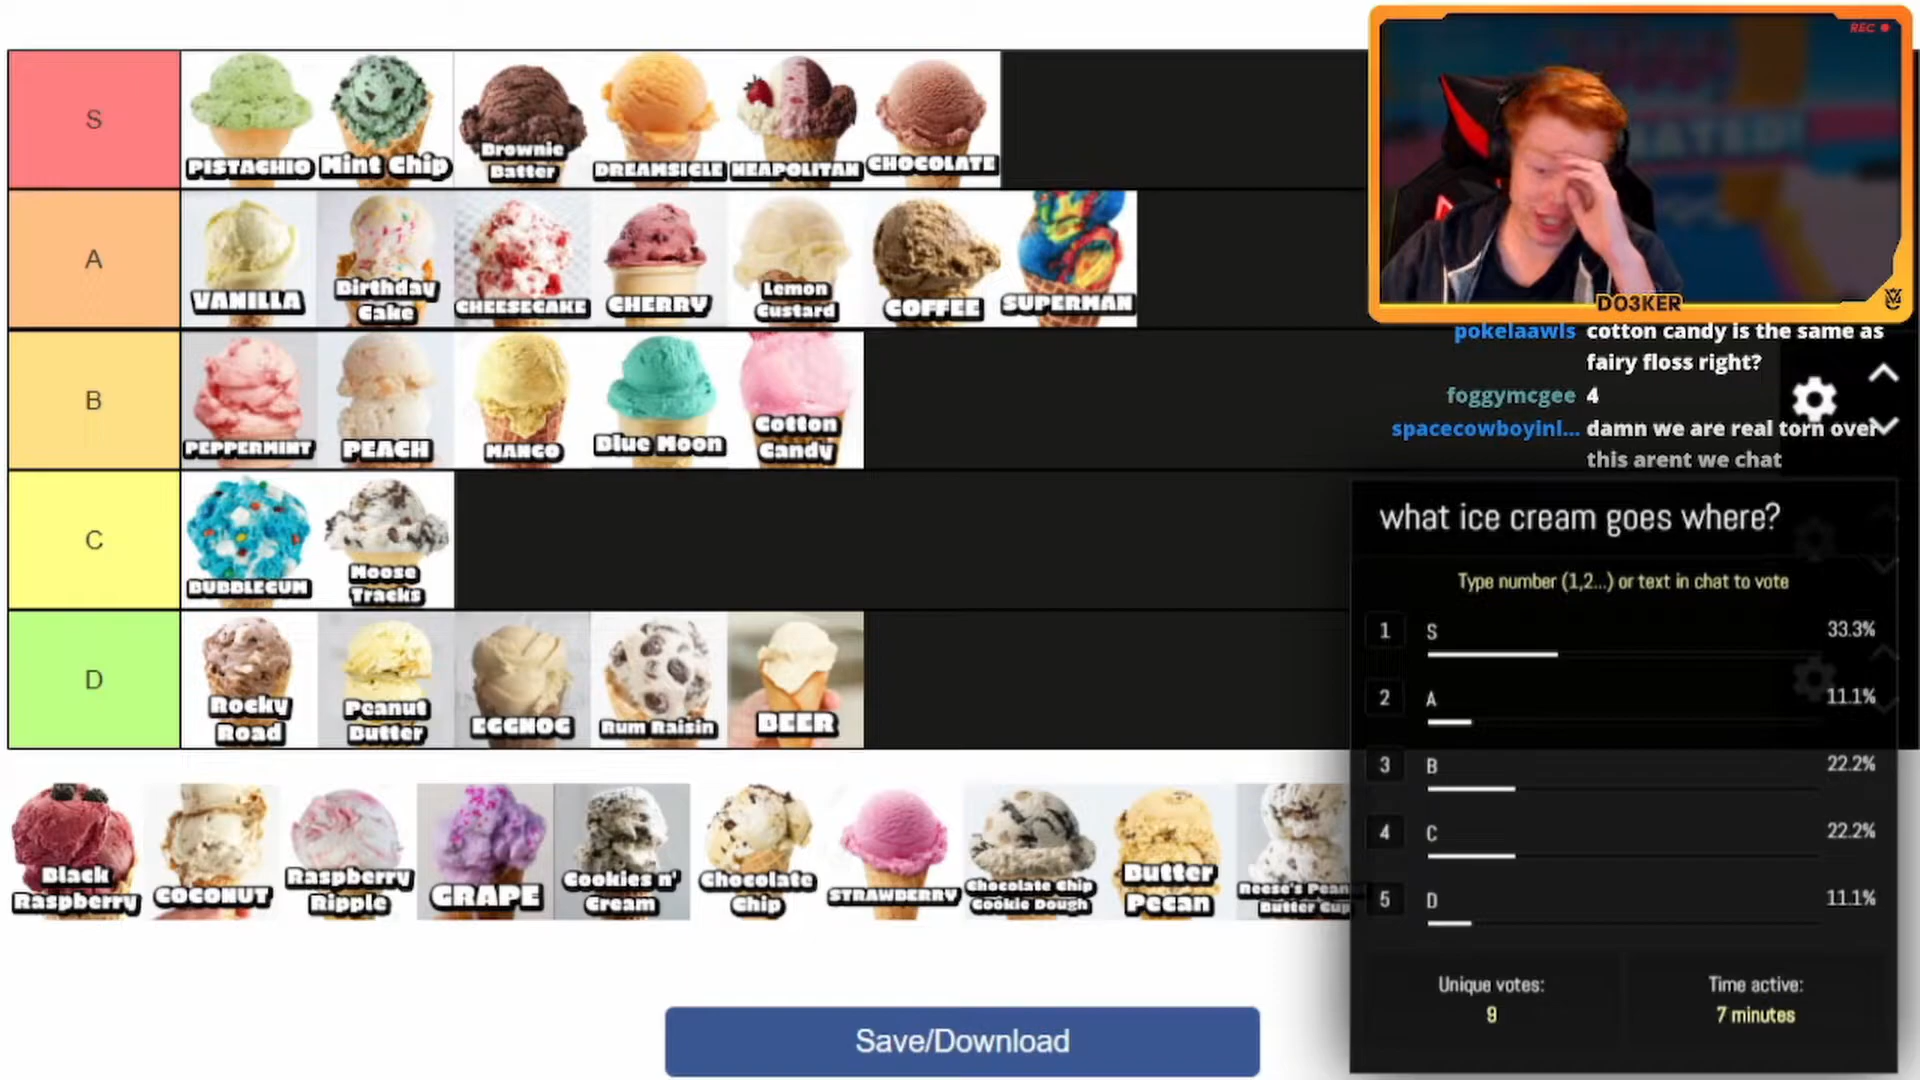 S
PISTACHIO
Mint Chip
Brownie
Batter
DREAMSICLE
NEAPOLITAN
CHOCOLATE
A
VANILLA
Birthday
Cake
CHEESECAKE
CHERRY
Lemon
Custard
COFFEE
SUPERMAN
B
PEPPERMINT
PEACH
MANGO
Blue Moon
Cotton
Candy
C
BUBBLEGUM
Moose
Tracks
D
Rocky
Road
Peanut
Butter
EGGNOG
Rum Raisin
BEER
Black
Raspberry
COCONUT
Raspberry
Ripple
GRAPE
Cookies n'
Cream
Chocolate
Chip
STRAWBERRY
Chocolate Chip
Cookie Dough
Butter
Pecan
Reese's Pean
Butter Cup
Save/Download
REC
DO3KER
pokelaawls cotton candy is the same as
fairy floss right?
foggymcgee 4
spacecowboyinl... damn we are real torn over
this arent we chat
what ice cream goes where?
Type number (1,2...) or text in chat to vote
1 S 33.3%
2 A 11.1%
3 B 22.2%
4 C 22.2%
5 D 11.1%
Unique votes:
9
Time active:
7 minutes